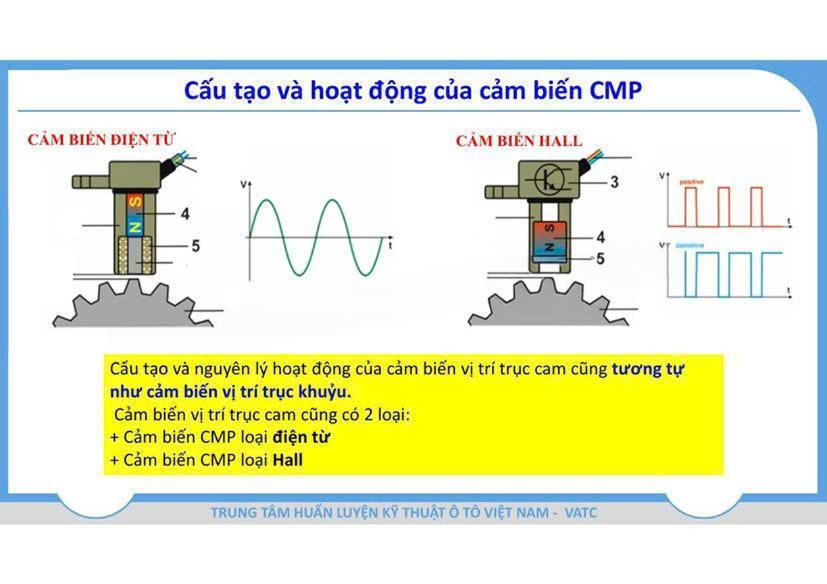 Cấu tạo và hoạt động của cảm biến CMP
CẢM BIẾN ĐIỆN TỪ
CẢM BIẾN HALL
S
N
4
5
V
t
3
N S
4
5
V
positive
t
V
t
Cấu tạo và nguyên lý hoạt động của cảm biến vị trí trục cam cũng tương tự
như cảm biến vị trí trục khuỷu.
Cảm biến vị trí trục cam cũng có 2 loại:
+ Cảm biến CMP loại điện từ
+ Cảm biến CMP loại Hall
TRUNG TÂM HUẤN LUYỆN KỸ THUẬT Ô TÔ VIỆT NAM - VATC